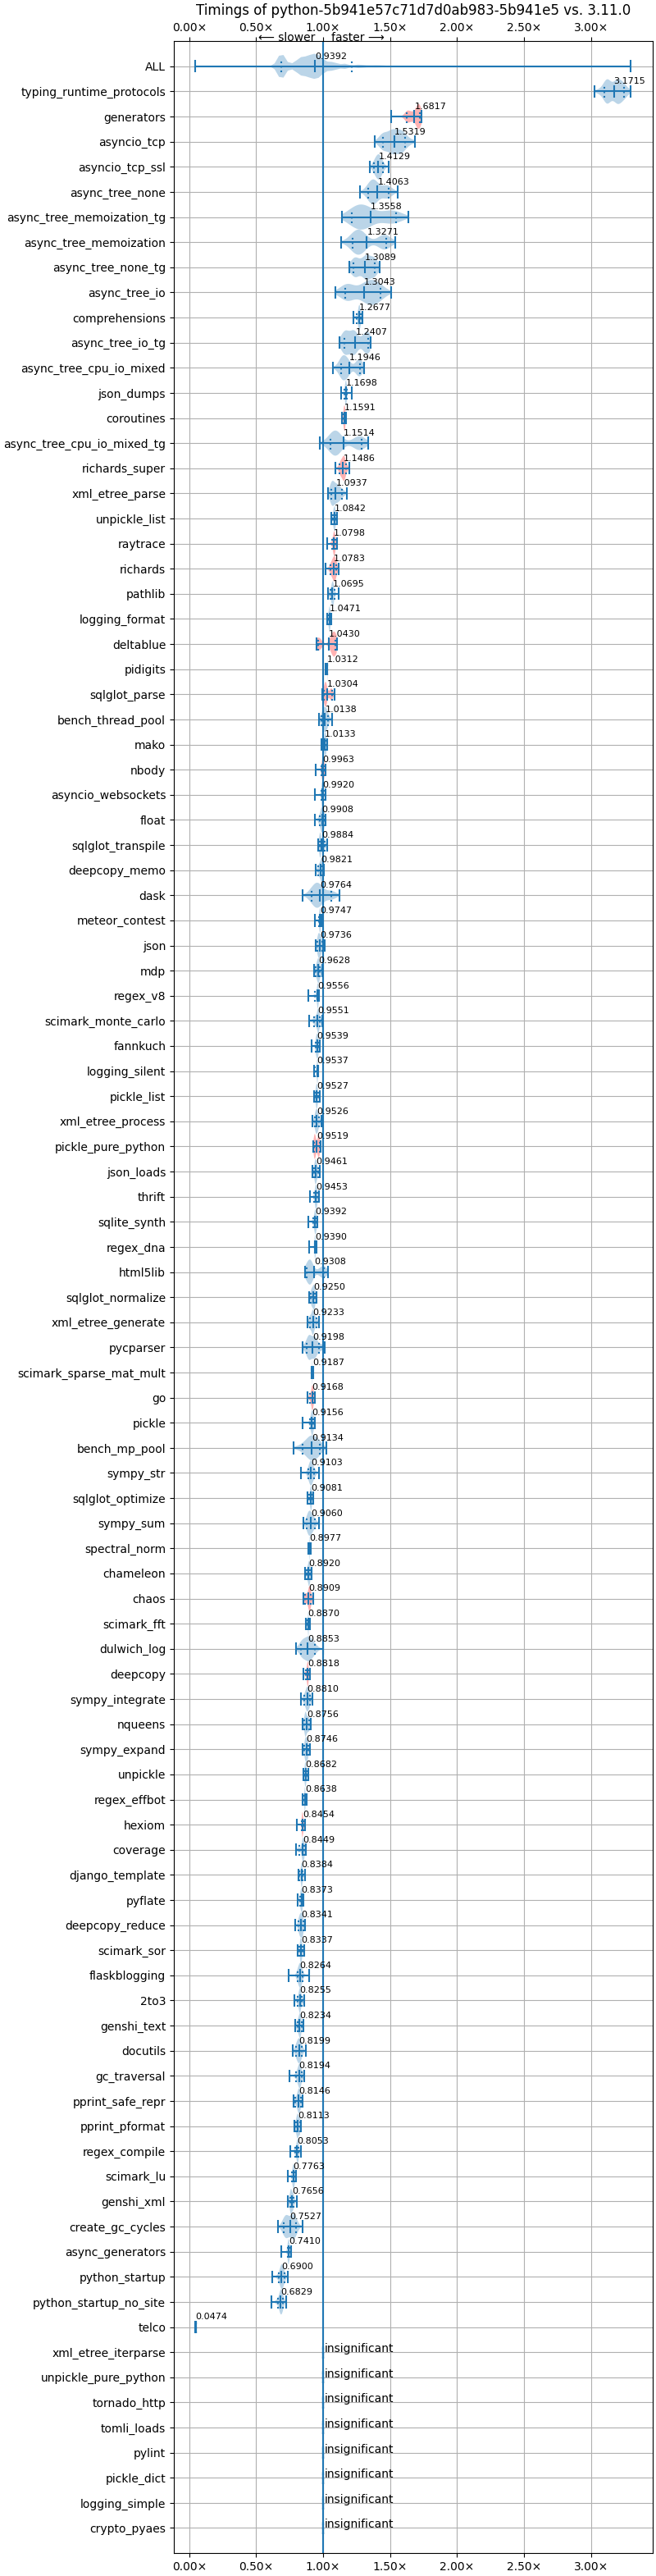 Timings of python-5b941e57c71d7d0ab983-5b941e5 vs. 3.11.0
0.00× 0.50× 1.00× 1.50× 2.00× 2.50× 3.00×
⟵ slower faster ⟶
ALL 0.9392
typing_runtime_protocols 3.1715
generators 1.6817
asyncio_tcp 1.5319
asyncio_tcp_ssl 1.4129
async_tree_none 1.4063
async_tree_memoization_tg 1.3558
async_tree_memoization 1.3271
async_tree_none_tg 1.3089
async_tree_io 1.3043
comprehensions 1.2677
async_tree_io_tg 1.2407
async_tree_cpu_io_mixed 1.1946
json_dumps 1.1698
coroutines 1.1591
async_tree_cpu_io_mixed_tg 1.1514
richards_super 1.1486
xml_etree_parse 1.0937
unpickle_list 1.0842
raytrace 1.0798
richards 1.0783
pathlib 1.0695
logging_format 1.0471
deltablue 1.0430
pidigits 1.0312
sqlglot_parse 1.0304
bench_thread_pool 1.0138
mako 1.0133
nbody 0.9963
asyncio_websockets 0.9920
float 0.9908
sqlglot_transpile 0.9884
deepcopy_memo 0.9821
dask 0.9764
meteor_contest 0.9747
json 0.9736
mdp 0.9628
regex_v8 0.9556
scimark_monte_carlo 0.9551
fannkuch 0.9539
logging_silent 0.9537
pickle_list 0.9527
xml_etree_process 0.9526
pickle_pure_python 0.9519
json_loads 0.9461
thrift 0.9453
sqlite_synth 0.9392
regex_dna 0.9390
html5lib 0.9308
sqlglot_normalize 0.9250
xml_etree_generate 0.9233
pycparser 0.9198
scimark_sparse_mat_mult 0.9187
go 0.9168
pickle 0.9156
bench_mp_pool 0.9134
sympy_str 0.9103
sqlglot_optimize 0.9081
sympy_sum 0.9060
spectral_norm 0.8977
chameleon 0.8920
chaos 0.8909
scimark_fft 0.8870
dulwich_log 0.8853
deepcopy 0.8818
sympy_integrate 0.8810
nqueens 0.8756
sympy_expand 0.8746
unpickle 0.8682
regex_effbot 0.8638
hexiom 0.8454
coverage 0.8449
django_template 0.8384
pyflate 0.8373
deepcopy_reduce 0.8341
scimark_sor 0.8337
flaskblogging 0.8264
2to3 0.8255
genshi_text 0.8234
docutils 0.8199
gc_traversal 0.8194
pprint_safe_repr 0.8146
pprint_pformat 0.8113
regex_compile 0.8053
scimark_lu 0.7763
genshi_xml 0.7656
create_gc_cycles 0.7527
async_generators 0.7410
python_startup 0.6900
python_startup_no_site 0.6829
telco 0.0474
xml_etree_iterparse insignificant
unpickle_pure_python insignificant
tornado_http insignificant
tomli_loads insignificant
pylint insignificant
pickle_dict insignificant
logging_simple insignificant
crypto_pyaes insignificant
0.00× 0.50× 1.00× 1.50× 2.00× 2.50× 3.00×